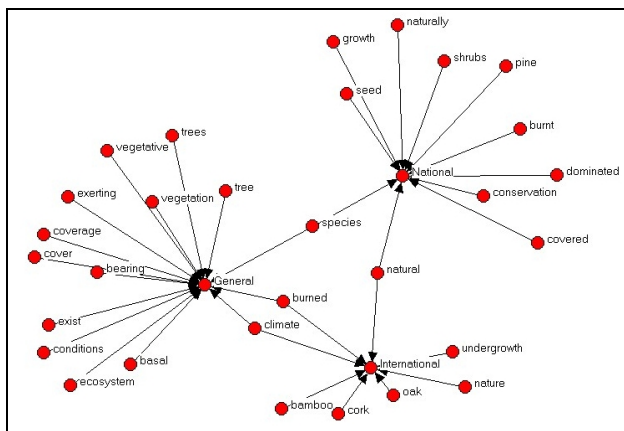 naturally
growth
shrubs
pine
seed
burnt
trees
vegetative
National
dominated
tree
conservation
exerting
vegetation
species
coverage
covered
cover
bearing
natural
General
burned
exist
climate
undergrowth
conditions
basal
International
ecosystem
nature
oak
bamboo
cork